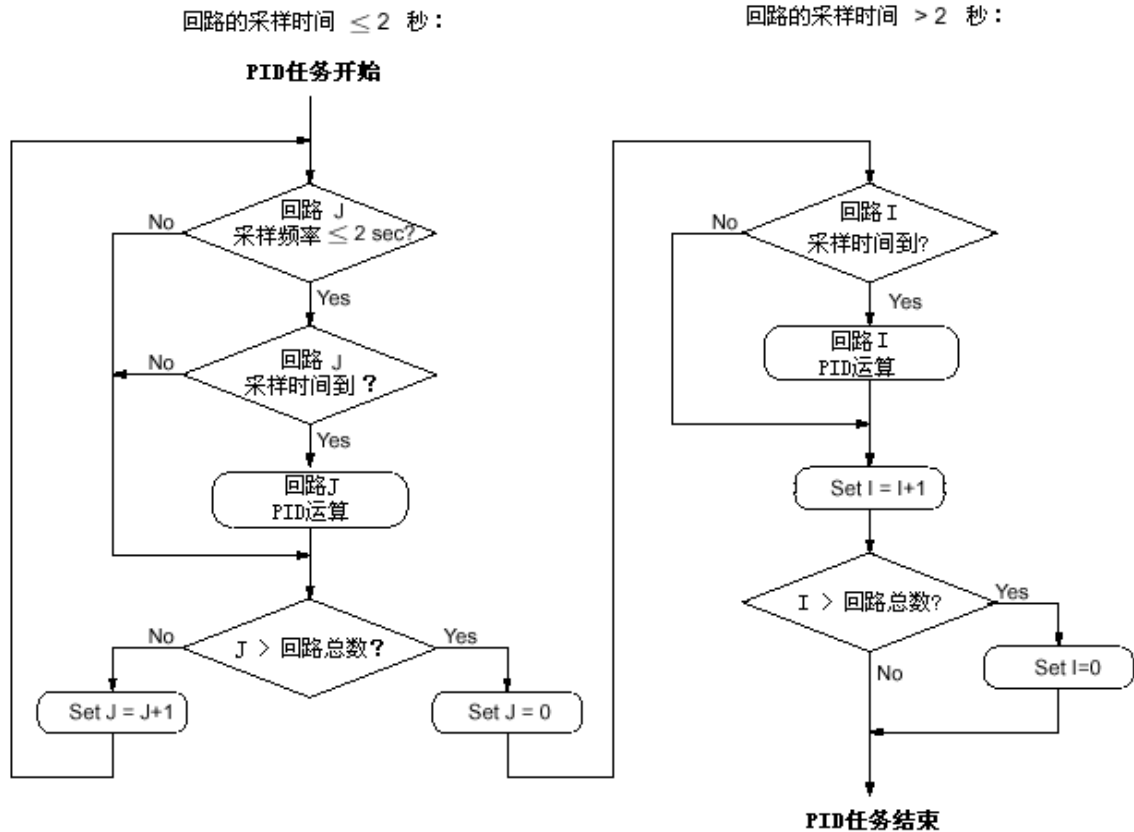 回路的采样时间 ≤ 2 秒：
PID任务开始
回路 J
采样频率 ≤ 2 sec?
No
Yes
回路 J
采样时间到？
No
Yes
回路J
PID运算
J > 回路总数？
No
Yes
Set J = J+1
Set J = 0
回路的采样时间 > 2 秒：
回路 I
采样时间到?
No
Yes
回路 I
PID运算
Set I = I+1
I > 回路总数?
Yes
No
Set I=0
PID任务结束